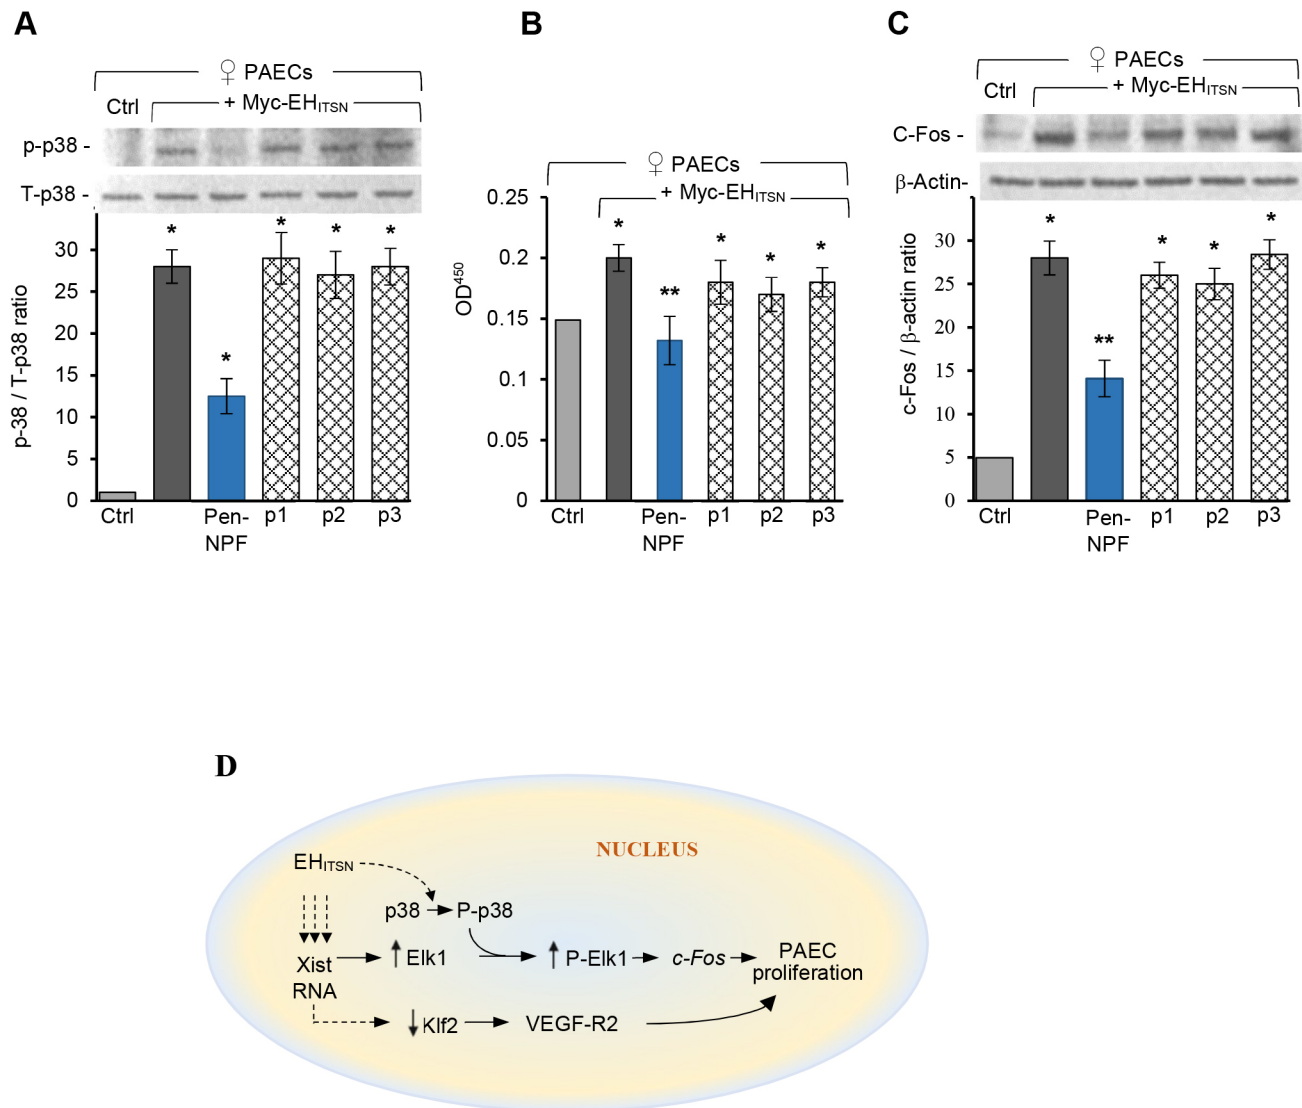 A
♀ PAECs
Ctrl
+ Myc-EHITSN
p-p38 -
T-p38 -
p-38 / T-p38 ratio
30
25
20
15
10
5
0
*
*
*
*
*
Ctrl
Pen-NPF
p1
p2
p3
B
♀ PAECs
+ Myc-EHITSN
OD450
0.25
0.2
0.15
0.1
0.05
0
*
**
*
*
*
Ctrl
Pen-
NPF
p1
p2
p3
C
♀ PAECs
Ctrl
+ Myc-EHITSN
C-Fos -
β-Actin-
c-Fos / β-actin ratio
30
25
20
15
10
5
0
*
**
*
*
*
Ctrl
Pen-
NPF
p1
p2
p3
D
NUCLEUS
EHITSN
p38
P-p38
Xist
RNA
Elk1
P-Elk1
c-Fos
PAEC
proliferation
Klf2
VEGF-R2